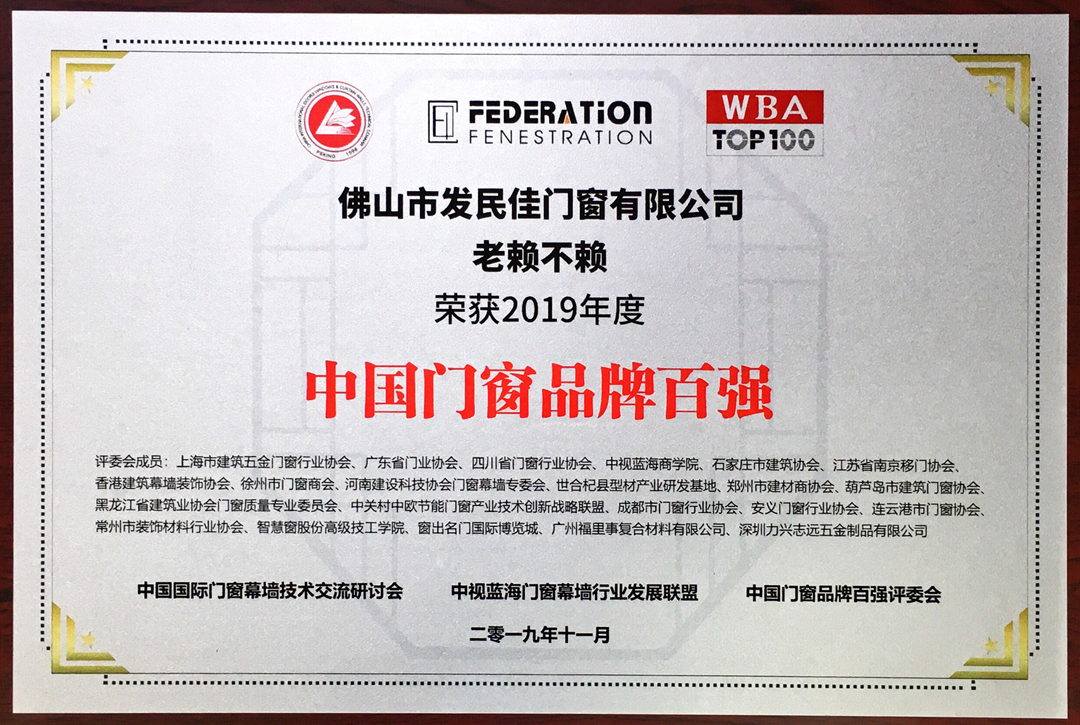 FEDERATiON
FENESTRATION
WBA
TOP100
佛山市发民佳门窗有限公司
老赖不赖
荣获2019年度
中国门窗品牌百强
评委会成员：上海市建筑五金门窗行业协会、广东省门业协会、四川省门窗行业协会、中视蓝海商学院、石家庄市建筑协会、江苏省南京移门协会、
香港建筑幕墙装饰协会、徐州市门窗商会、河南建设科技协会门窗幕墙专委会、世合杞县型材产业研发基地、郑州市建材商协会、葫芦岛市建筑门窗协会、
黑龙江省建筑业协会门窗质量专业委员会、中关村中欧节能门窗产业技术创新战略联盟、成都市门窗行业协会、安义门窗行业协会、连云港市门窗协会、
常州市装饰材料行业协会、智慧窗股份高级技工学院、窗出名门国际博览城、广州福里事复合材料有限公司、深圳力兴志远五金制品有限公司
中国国际门窗幕墙技术交流研讨会 中视蓝海门窗幕墙行业发展联盟 中国门窗品牌百强评委会
二零一九年十一月